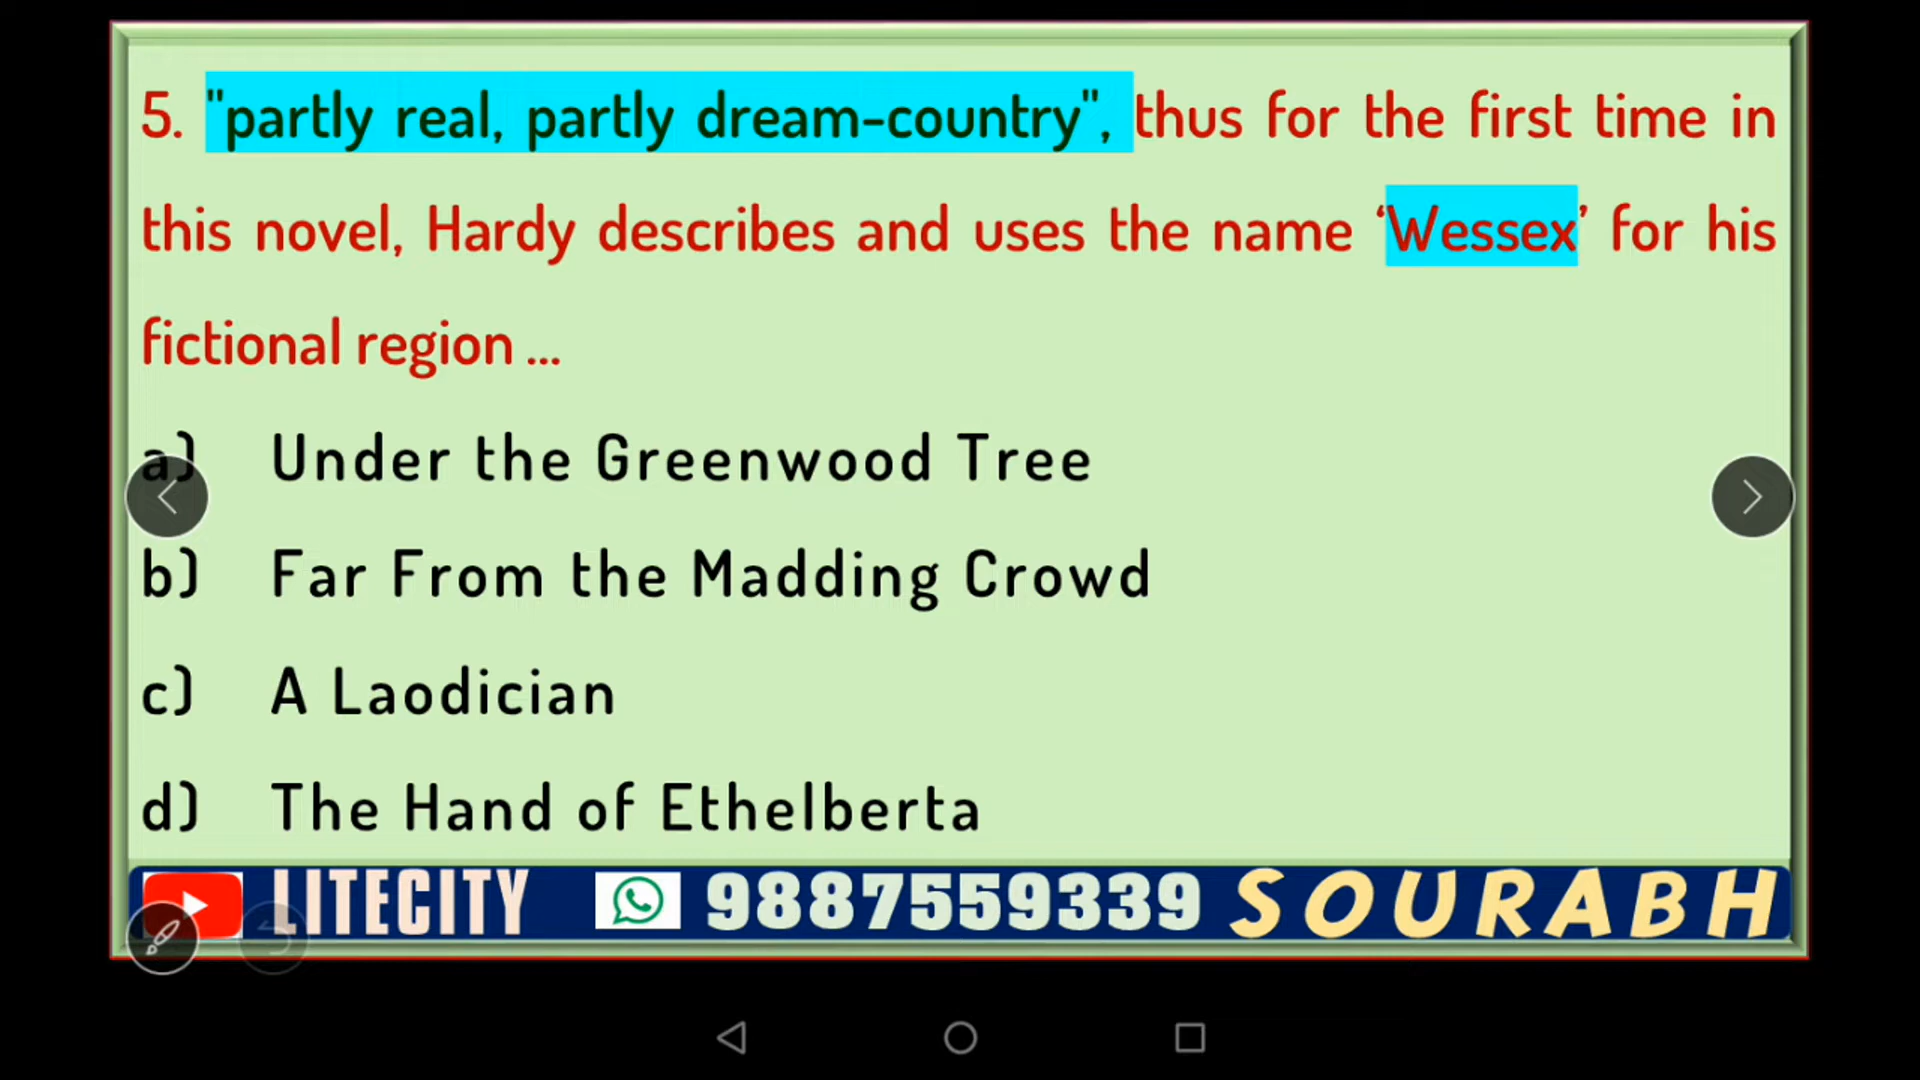 5. "partly real, partly dream-country", thus for the first time in
this novel, Hardy describes and uses the name ‘Wessex’ for his
fictional region ...
a) Under the Greenwood Tree
b) Far From the Madding Crowd
c) A Laodician
d) The Hand of Ethelberta
LITECITY 9887559339 SOURABH